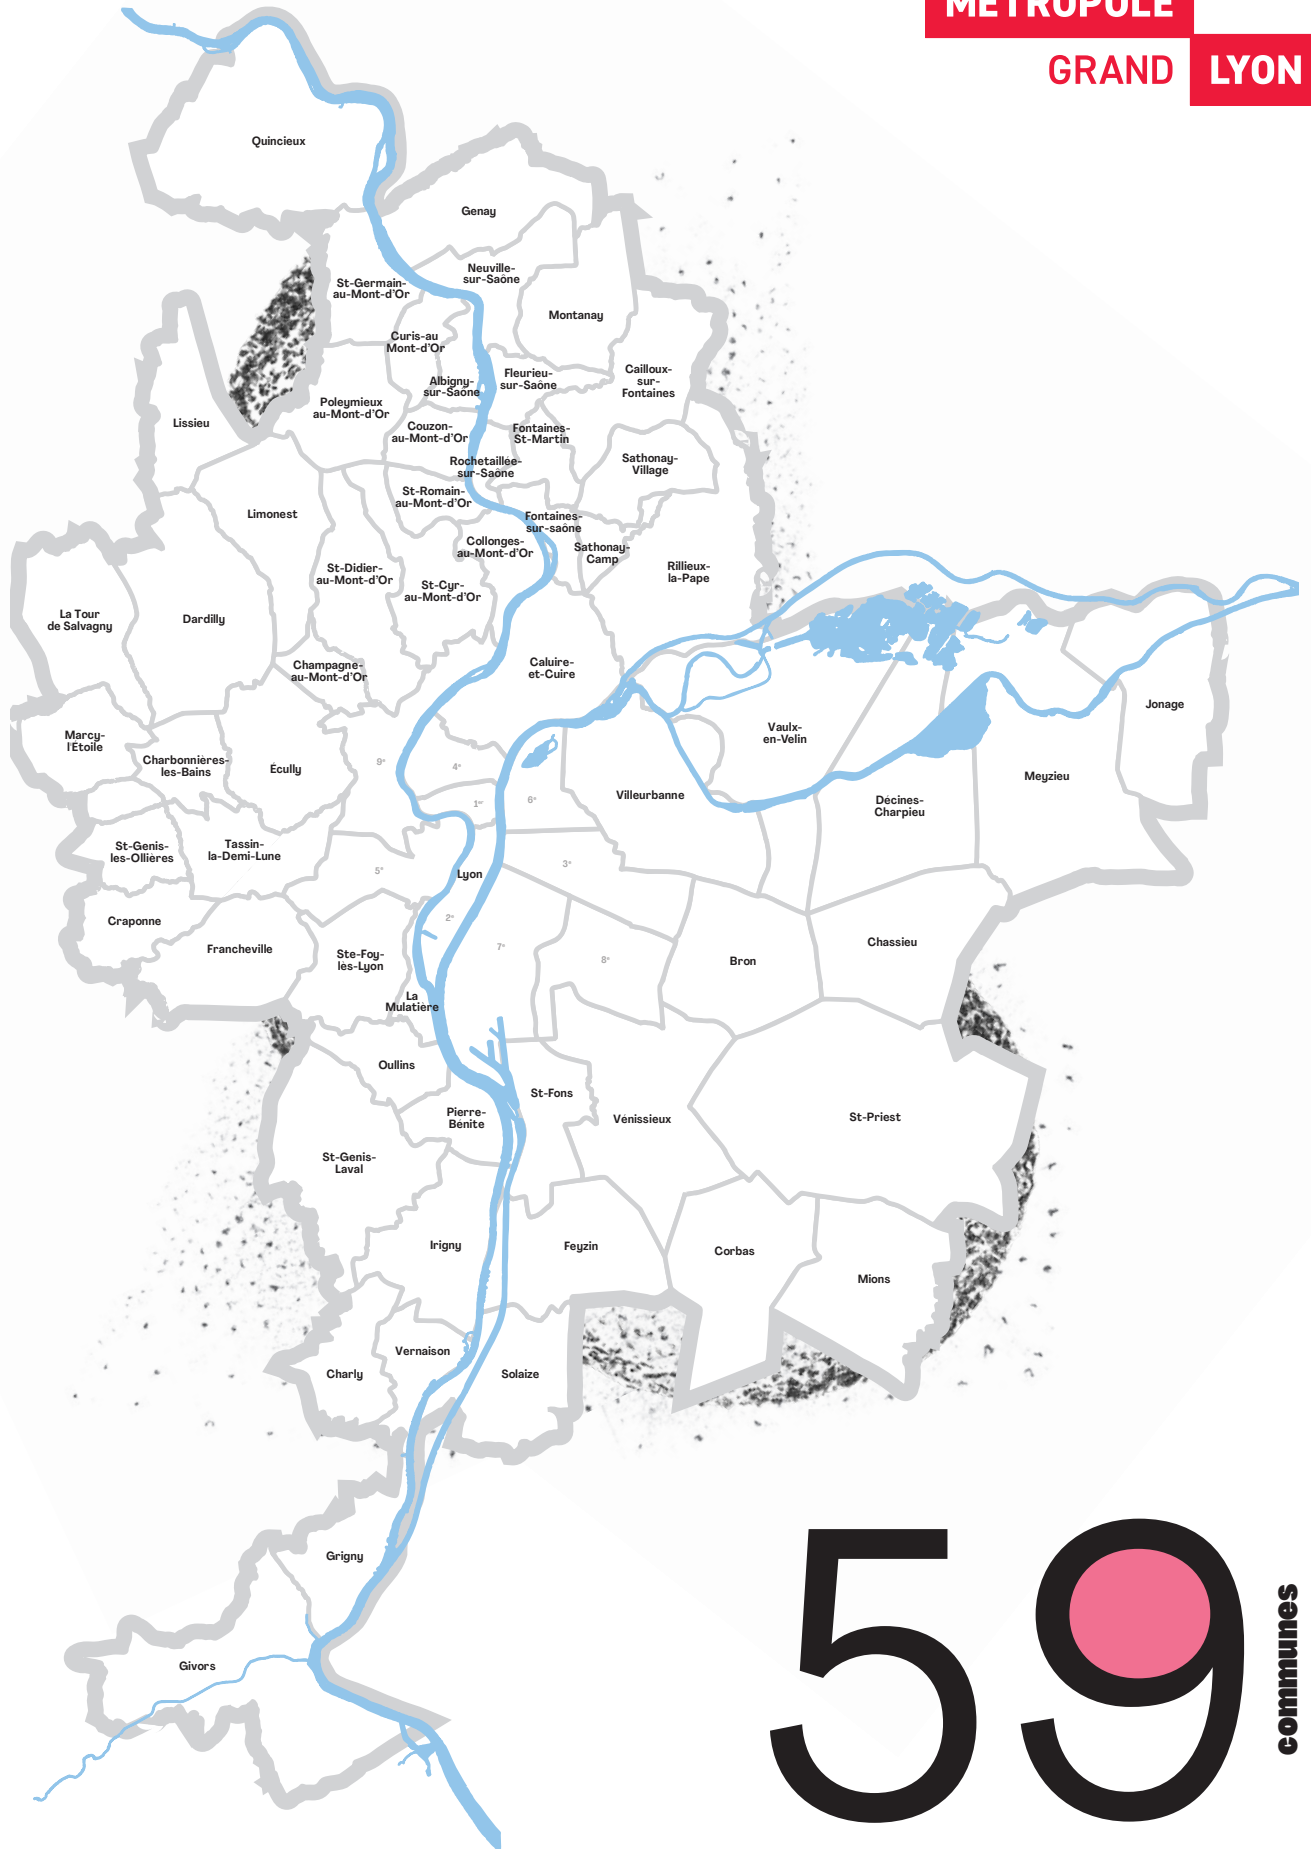 MÉTROPOLE
GRAND LYON
Quincieux
Genay
Neuville-
sur-Saône
St-Germain-
au-Mont-d'Or
Montanay
Curis-au
Mont-d'Or
Cailloux-
sur-
Fontaines
Fleurieu-
sur-Saône
Albigny-
sur-Saône
Poleymieux
au-Mont-d'Or
Lissieu
Couzon-
au-Mont-d'Or
Fontaines-
St-Martin
Rochetaillée-
sur-Saône
Sathonay-
Village
St-Romain-
au-Mont-d'Or
Limonest
Fontaines-
sur-saône
Collonges-
au-Mont-d'Or
Sathonay-
Camp
Rillieux-
la-Pape
St-Didier-
au-Mont-d'Or
St-Cyr-
au-Mont-d'Or
La Tour
de Salvagny
Dardilly
Champagne-
au-Mont-d'Or
Caluire-
et-Cuire
Jonage
Vaulx-
en-Velin
Marcy-
l'Étoile
Charbonnières-
les-Bains
Écully
9e
4e
Meyzieu
Villeurbanne
6e
1er
Décines-
Charpieu
St-Genis-
les-Ollières
Tassin-
la-Demi-Lune
5e
Lyon
3e
Craponne
2e
Francheville
Ste-Foy-
lès-Lyon
7e
8e
Bron
Chassieu
La
Mulatière
Oullins
St-Fons
Pierre-
Bénite
Vénissieux
St-Priest
St-Genis-
Laval
Irigny
Feyzin
Corbas
Mions
Vernaison
Charly
Solaize
Grigny
Givors
59
communes